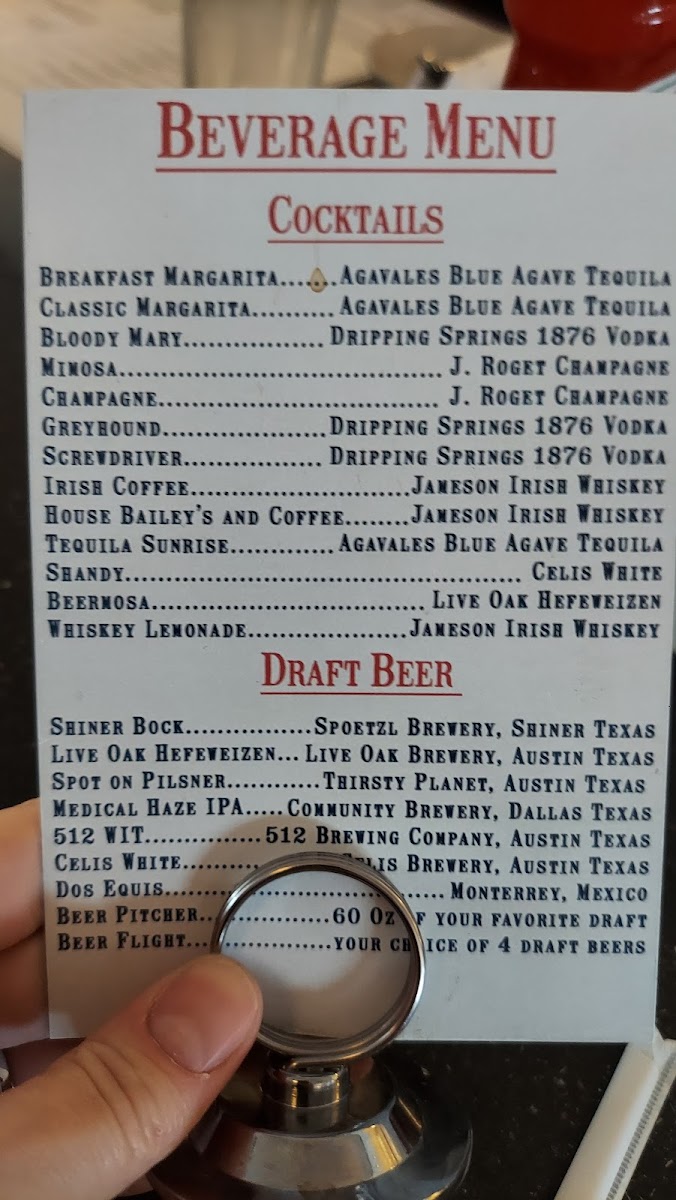 Beverage Menu
Cocktails
Breakfast Margarita.......Agavales Blue Agave Tequila
Classic Margarita.......... Agavales Blue Agave Tequila
Bloody Mary................. Dripping Springs 1876 Vodka
Mimosa....................................... J. Roget Champagne
Champagne.................................. J. Roget Champagne
Greyhound....................Dripping Springs 1876 Vodka
Screwdriver................. Dripping Springs 1876 Vodka
Irish Coffee...........................Jameson Irish Whiskey
House Bailey's and Coffee........Jameson Irish Whiskey
Tequila Sunrise............. Agavales Blue Agave Tequila
Shandy................................................ Celis White
Beermosa................................. Live Oak Hefeweizen
Whiskey Lemonade....................Jameson Irish Whiskey
Draft Beer
Shiner Bock................Spoetzl Brewery, Shiner Texas
Live Oak Hefeweizen... Live Oak Brewery, Austin Texas
Spot on Pilsner............Thirsty Planet, Austin Texas
Medical Haze IPA.....Community Brewery, Dallas Texas
512 Wit...............512 Brewing Company, Austin Texas
Celis White.......... Celis Brewery, Austin Texas
Dos Equis.................................... Monterrey, Mexico
Beer Pitcher................60 Oz of your favorite draft
Beer Flight..................your choice of 4 draft beers